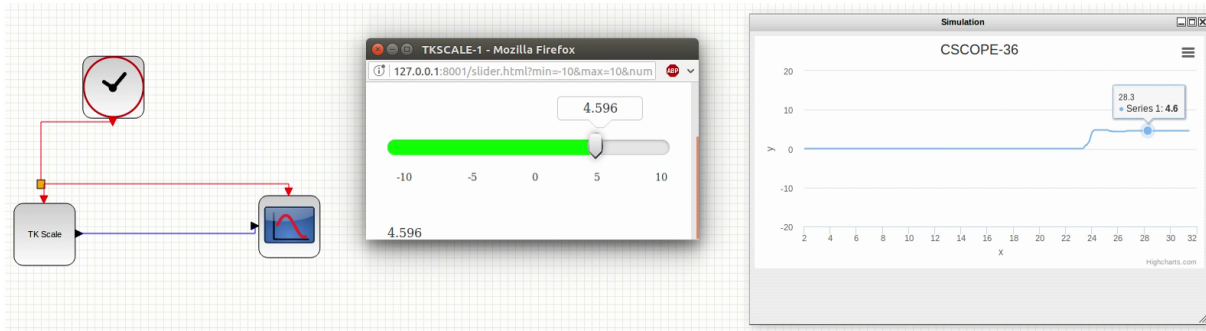 TK Scale
TKSCALE-1 - Mozilla Firefox
127.0.0.1:8001/slider.html?min=-10&max=10&num
ABP
4.596
-10 -5 0 5 10
4.596
Simulation
CSCOPE-36
20
10
0
-10
-20
y
28.3
Series 1: 4.6
2 4 6 8 10 12 14 16 18 20 22 24 26 28 30 32
x
Highcharts.com